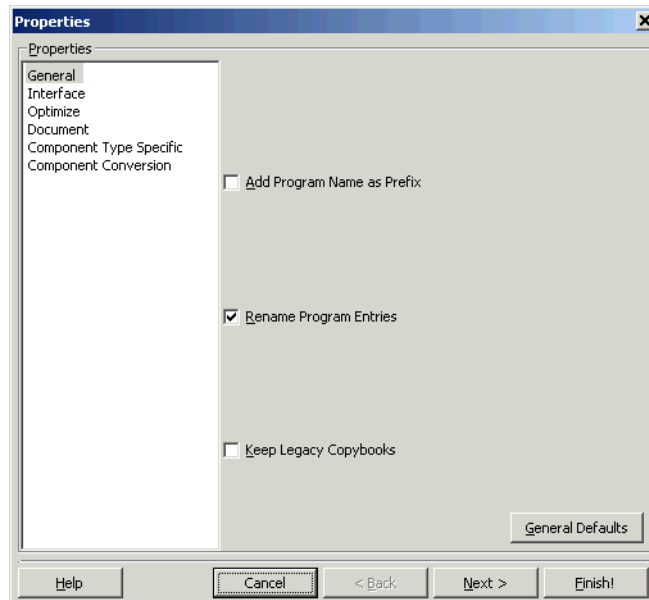 Properties
Properties
General
Interface
Optimize
Document
Component Type Specific
Component Conversion
Add Program Name as Prefix
Rename Program Entries
Keep Legacy Copybooks
General Defaults
Help
Cancel
< Back
Next >
Finish!